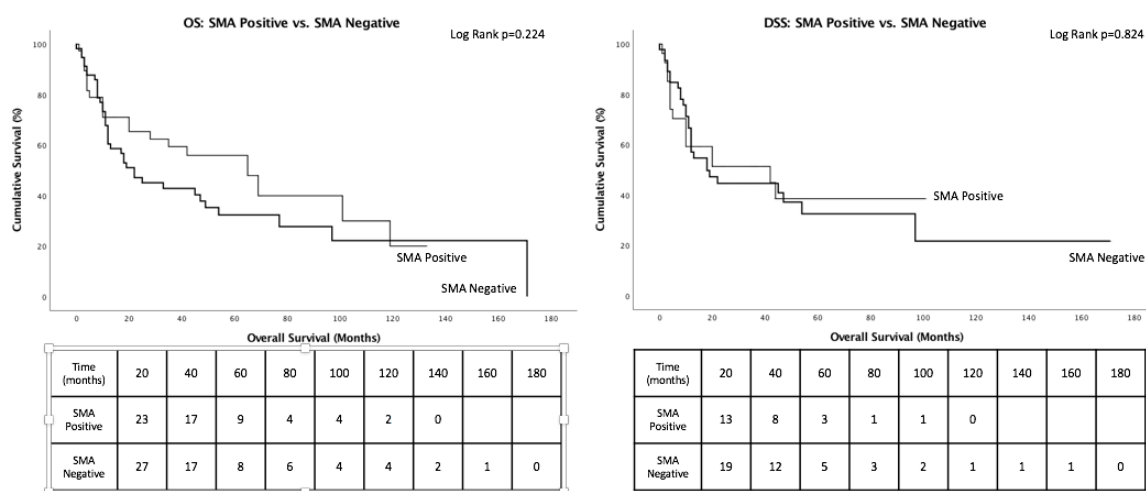 OS: SMA Positive vs. SMA Negative
Log Rank p=0.224
Cumulative Survival (%)
100
80
60
40
20
0
SMA Positive
SMA Negative
0 20 40 60 80 100 120 140 160 180
Overall Survival (Months)
Time (months) 20 40 60 80 100 120 140 160 180
SMA Positive 23 17 9 4 4 2 0
SMA Negative 27 17 8 6 4 4 2 1 0
DSS: SMA Positive vs. SMA Negative
Log Rank p=0.824
Cumulative Survival (%)
100
80
60
40
20
0
SMA Positive
SMA Negative
0 20 40 60 80 100 120 140 160 180
Overall Survival (Months)
Time (months) 20 40 60 80 100 120 140 160 180
SMA Positive 13 8 3 1 1 0
SMA Negative 19 12 5 3 2 1 1 1 0